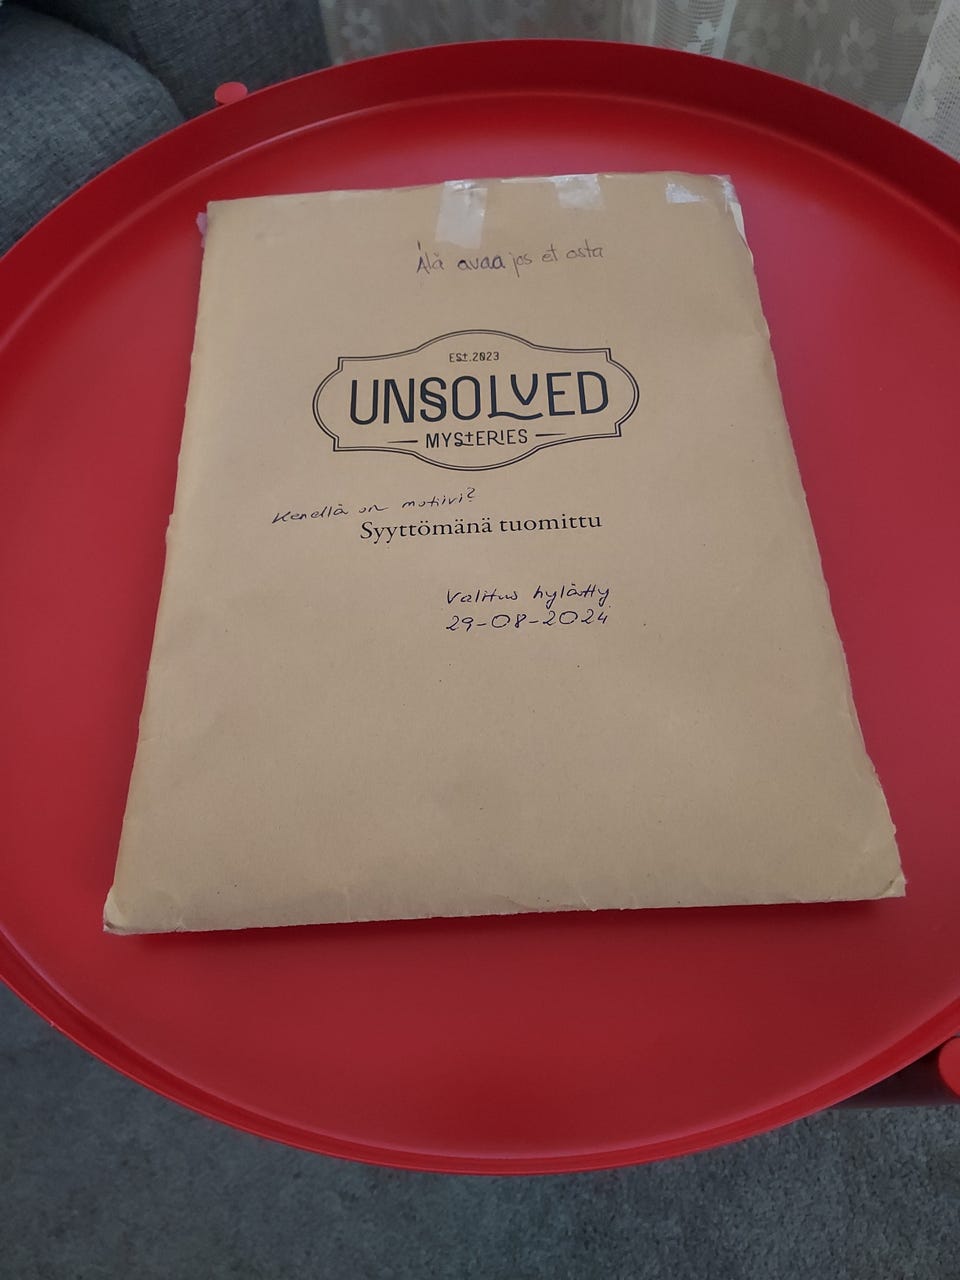 Älä avaa jos et osta
Est. 2023
UNSOLVED
MYSTERIES
Kenellä on motiivi?
Syyttömänä tuomittu
Valitus hylätty
29-08-2024